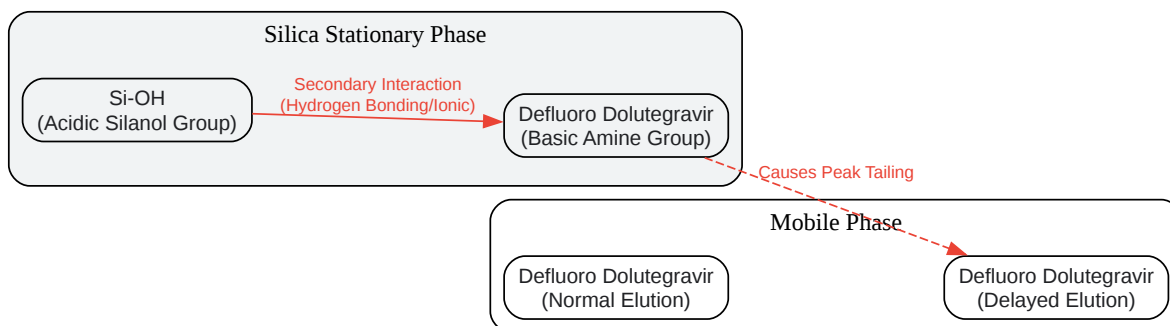 Silica Stationary Phase
Si-OH
(Acidic Silanol Group)
Secondary Interaction
(Hydrogen Bonding/Ionic)
Defluoro Dolutegravir
(Basic Amine Group)
Causes Peak Tailing
Mobile Phase
Defluoro Dolutegravir
(Normal Elution)
Defluoro Dolutegravir
(Delayed Elution)